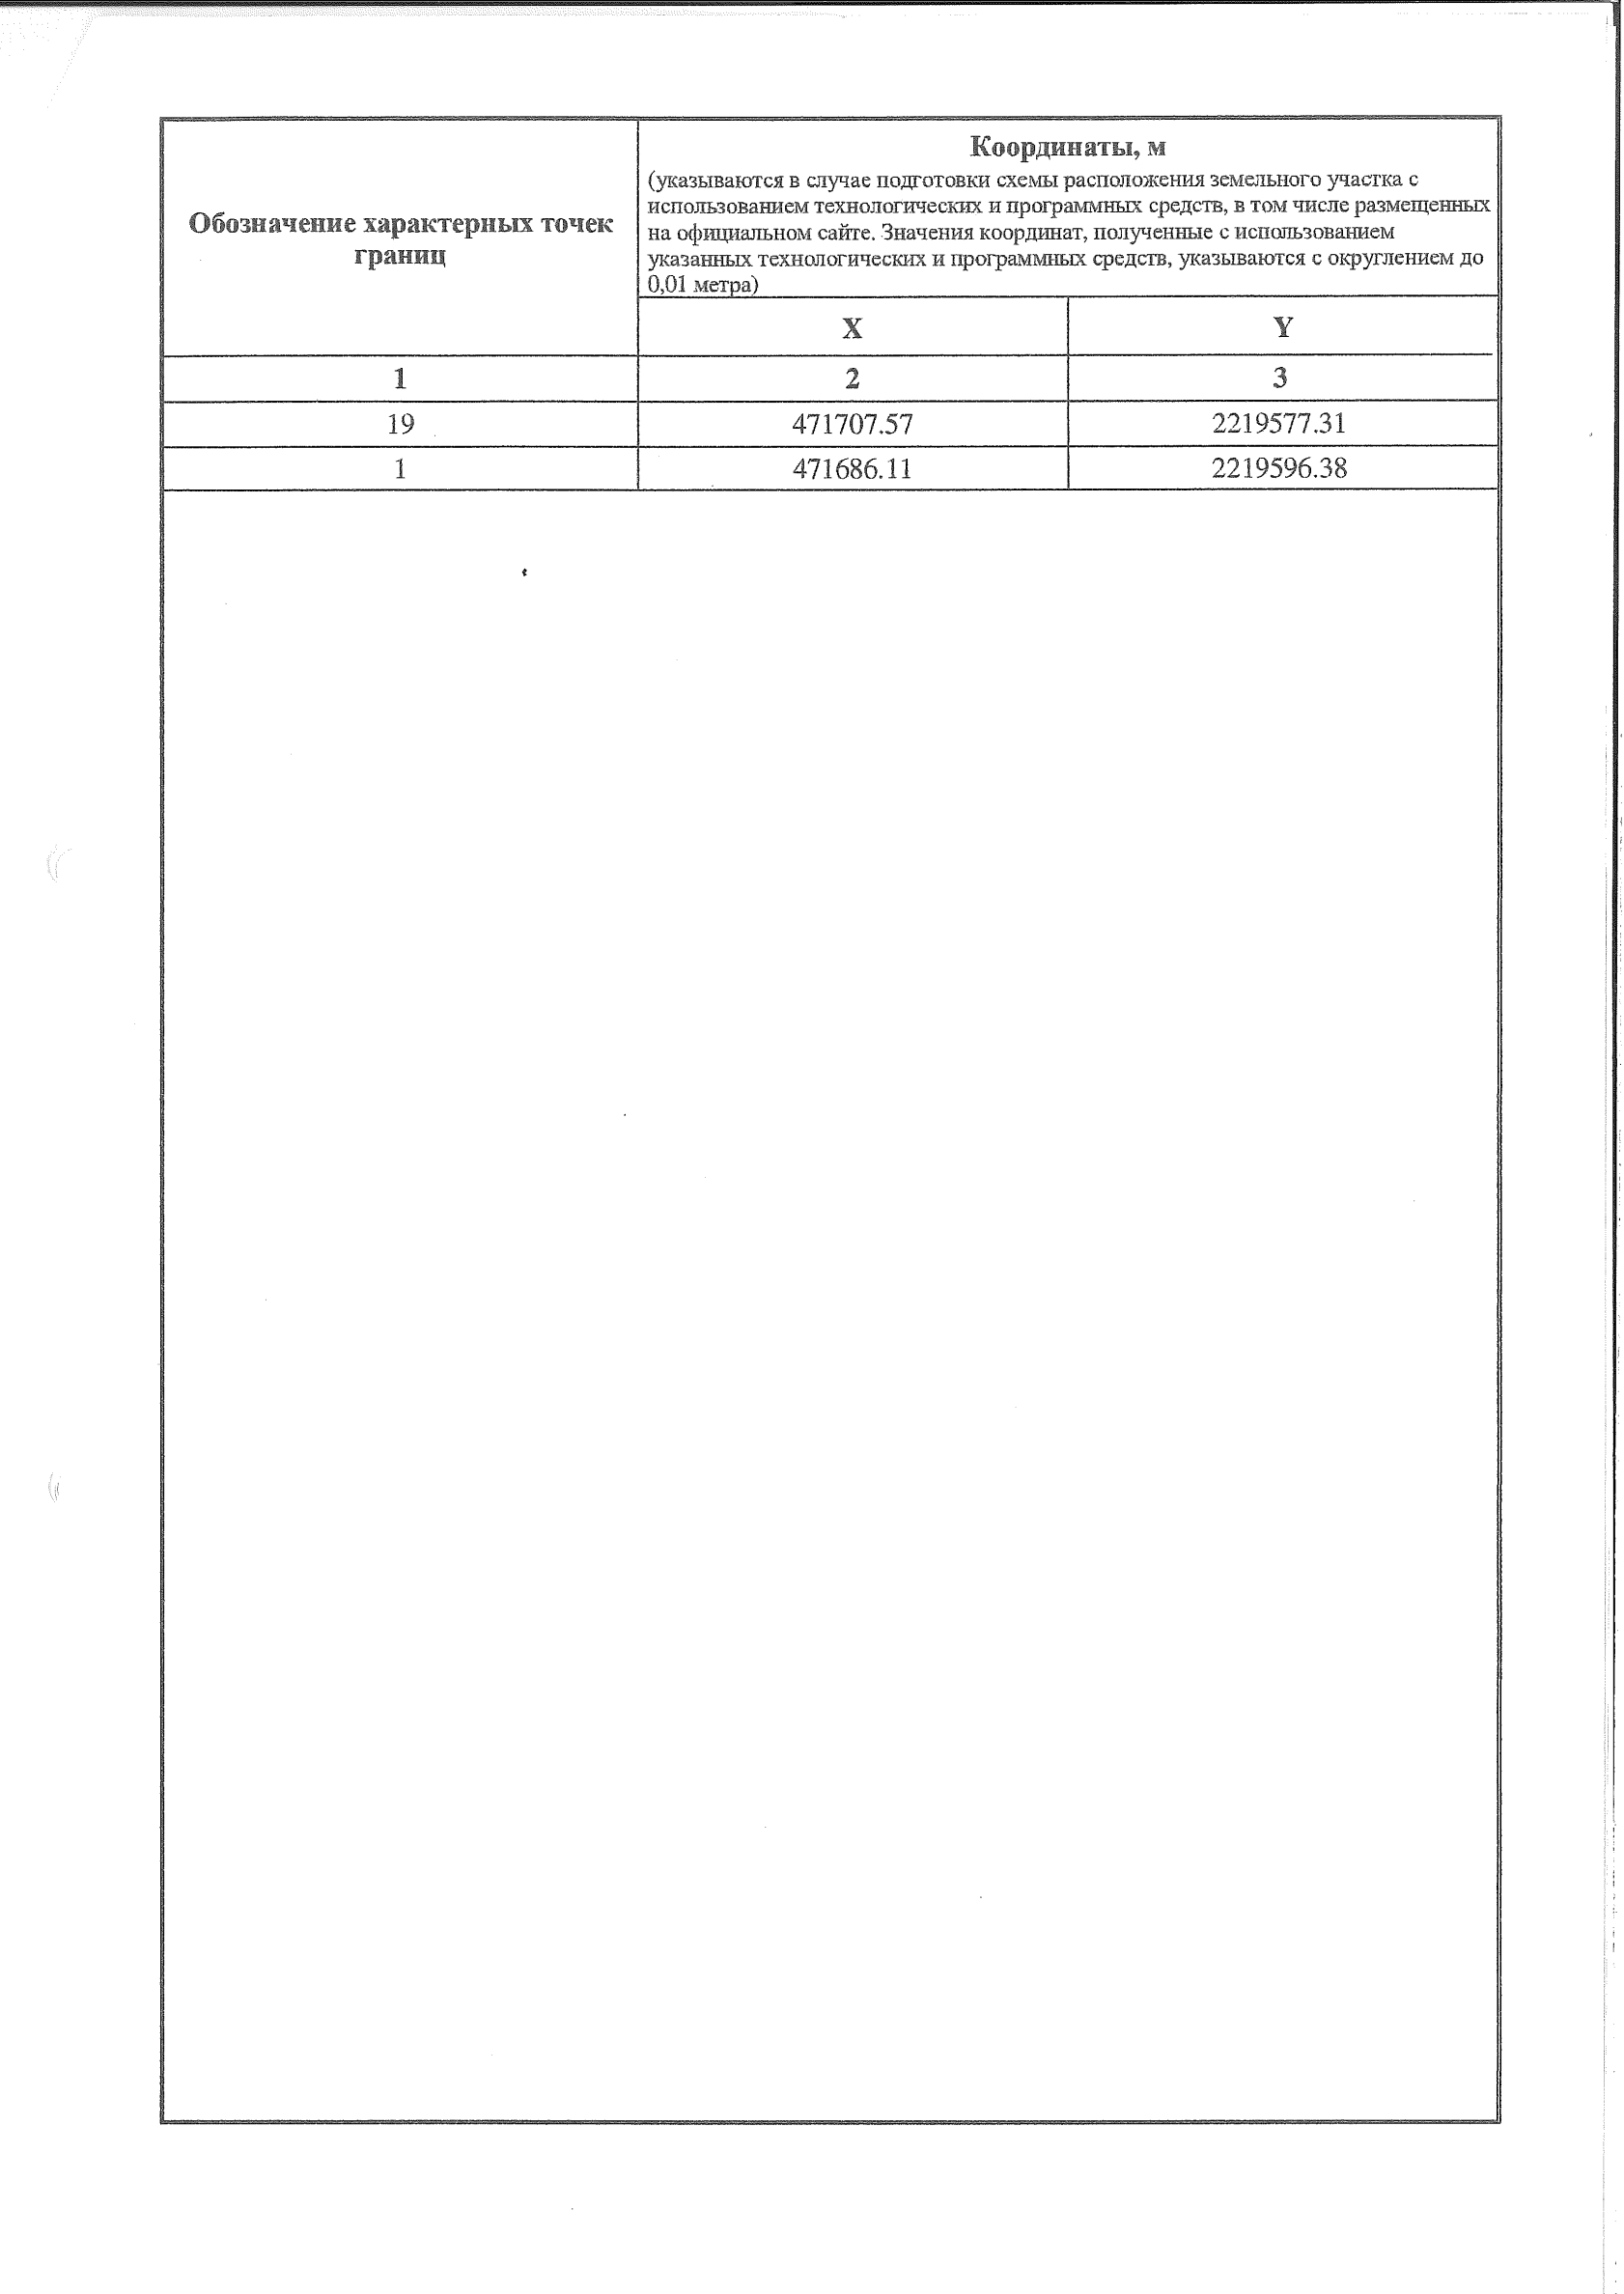 Обозначение характерных точек
границ
Координаты, м
(указываются в случае подготовки схемы расположения земельного участка с
использованием технологических и программных средств, в том числе размещенных
на официальном сайте. Значения координат, полученные с использованием
указанных технологических и программных средств, указываются с округлением до
0,01 метра)
X Y
1 2 3
19 471707.57 2219577.31
1 471686.11 2219596.38